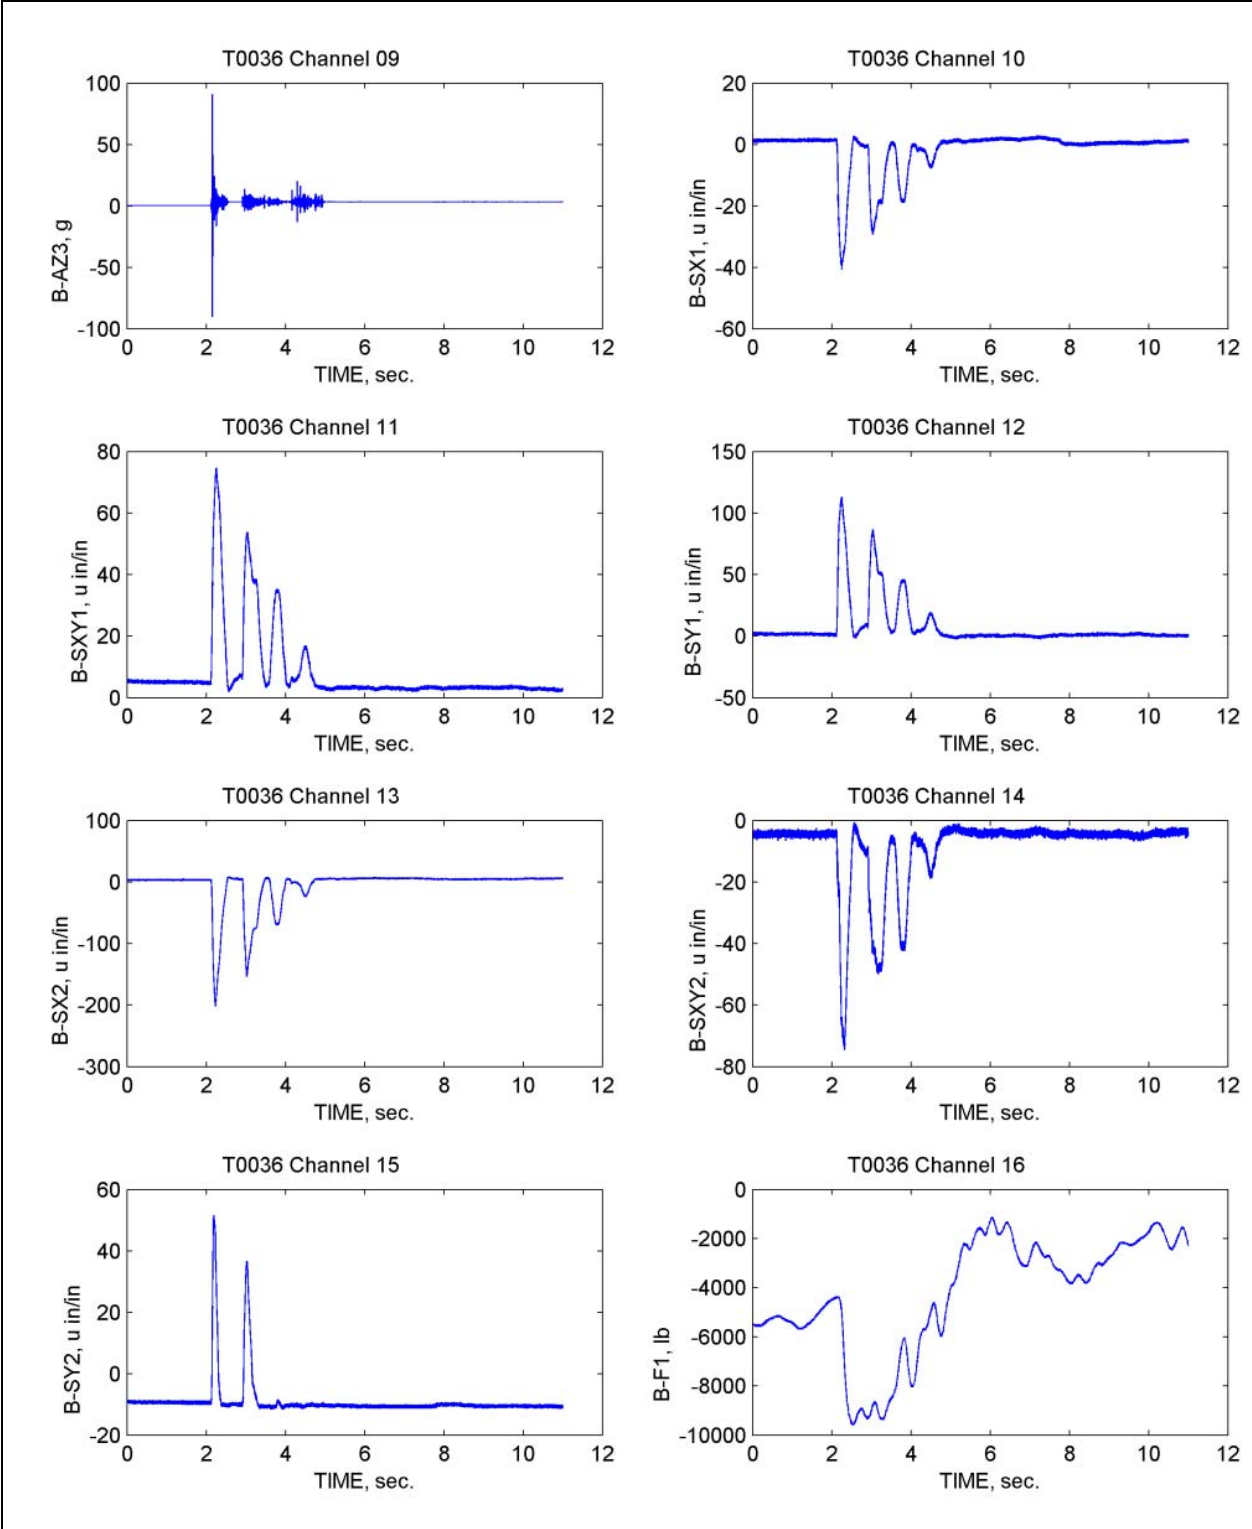 T0036 Channel 09
100
50
0
-50
-100
B-AZ3, g
0 2 4 6 8 10 12
TIME, sec.
T0036 Channel 10
20
0
-20
-40
-60
B-SX1, u in/in
0 2 4 6 8 10 12
TIME, sec.
T0036 Channel 11
80
60
40
20
0
B-SXY1, u in/in
0 2 4 6 8 10 12
TIME, sec.
T0036 Channel 12
150
100
50
0
-50
B-SY1, u in/in
0 2 4 6 8 10 12
TIME, sec.
T0036 Channel 13
100
0
-100
-200
-300
B-SX2, u in/in
0 2 4 6 8 10 12
TIME, sec.
T0036 Channel 14
0
-20
-40
-60
-80
B-SXY2, u in/in
0 2 4 6 8 10 12
TIME, sec.
T0036 Channel 15
60
40
20
0
-20
B-SY2, u in/in
0 2 4 6 8 10 12
TIME, sec.
T0036 Channel 16
0
-2000
-4000
-6000
-8000
-10000
B-F1, lb
0 2 4 6 8 10 12
TIME, sec.